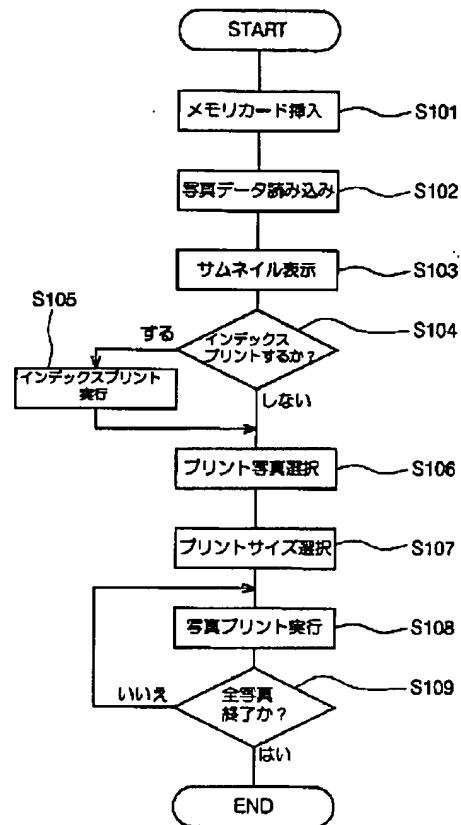 START
メモリカード挿入
S101
写真データ読み込み
S102
サムネイル表示
S103
S105
する
インデックス
プリントするか?
S104
インデックスプリント
実行
しない
プリント写真選択
S106
プリントサイズ選択
S107
写真プリント実行
S108
いいえ
全写真
終了か?
S109
はい
END